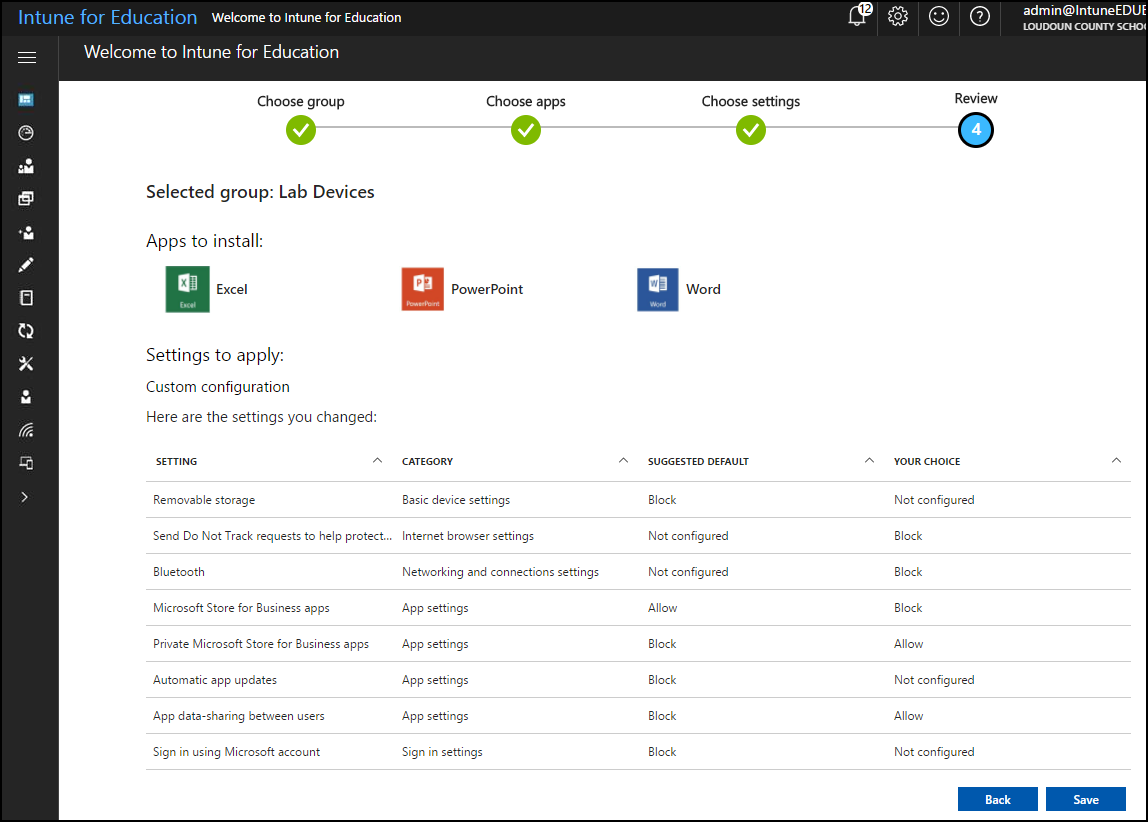 Intune for Education Welcome to Intune for Education 12 admin@IntuneEDUE
LOUDOUN COUNTY SCHOO
Welcome to Intune for Education
Choose group Choose apps Choose settings Review
4
Selected group: Lab Devices
Apps to install:
Excel Excel PowerPoint PowerPoint Word Word
Settings to apply:
Custom configuration
Here are the settings you changed:
SETTING CATEGORY SUGGESTED DEFAULT YOUR CHOICE
Removable storage Basic device settings Block Not configured
Send Do Not Track requests to help protect... Internet browser settings Not configured Block
Bluetooth Networking and connections settings Not configured Block
Microsoft Store for Business apps App settings Allow Block
Private Microsoft Store for Business apps App settings Block Allow
Automatic app updates App settings Block Not configured
App data-sharing between users App settings Block Allow
Sign in using Microsoft account Sign in settings Block Not configured
Back Save